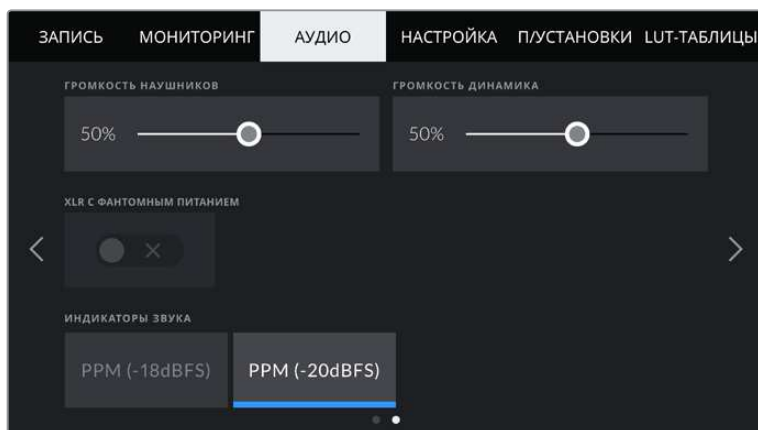 ЗАПИСЬ МОНИТОРИНГ АУДИО НАСТРОЙКА П/УСТАНОВКИ LUT-ТАБЛИЦЫ
ГРОМКОСТЬ НАУШНИКОВ ГРОМКОСТЬ ДИНАМИКА
50% 50%
XLR С ФАНТОМНЫМ ПИТАНИЕМ
ИНДИКАТОРЫ ЗВУКА
PPM (-18dBFS) PPM (-20dBFS)